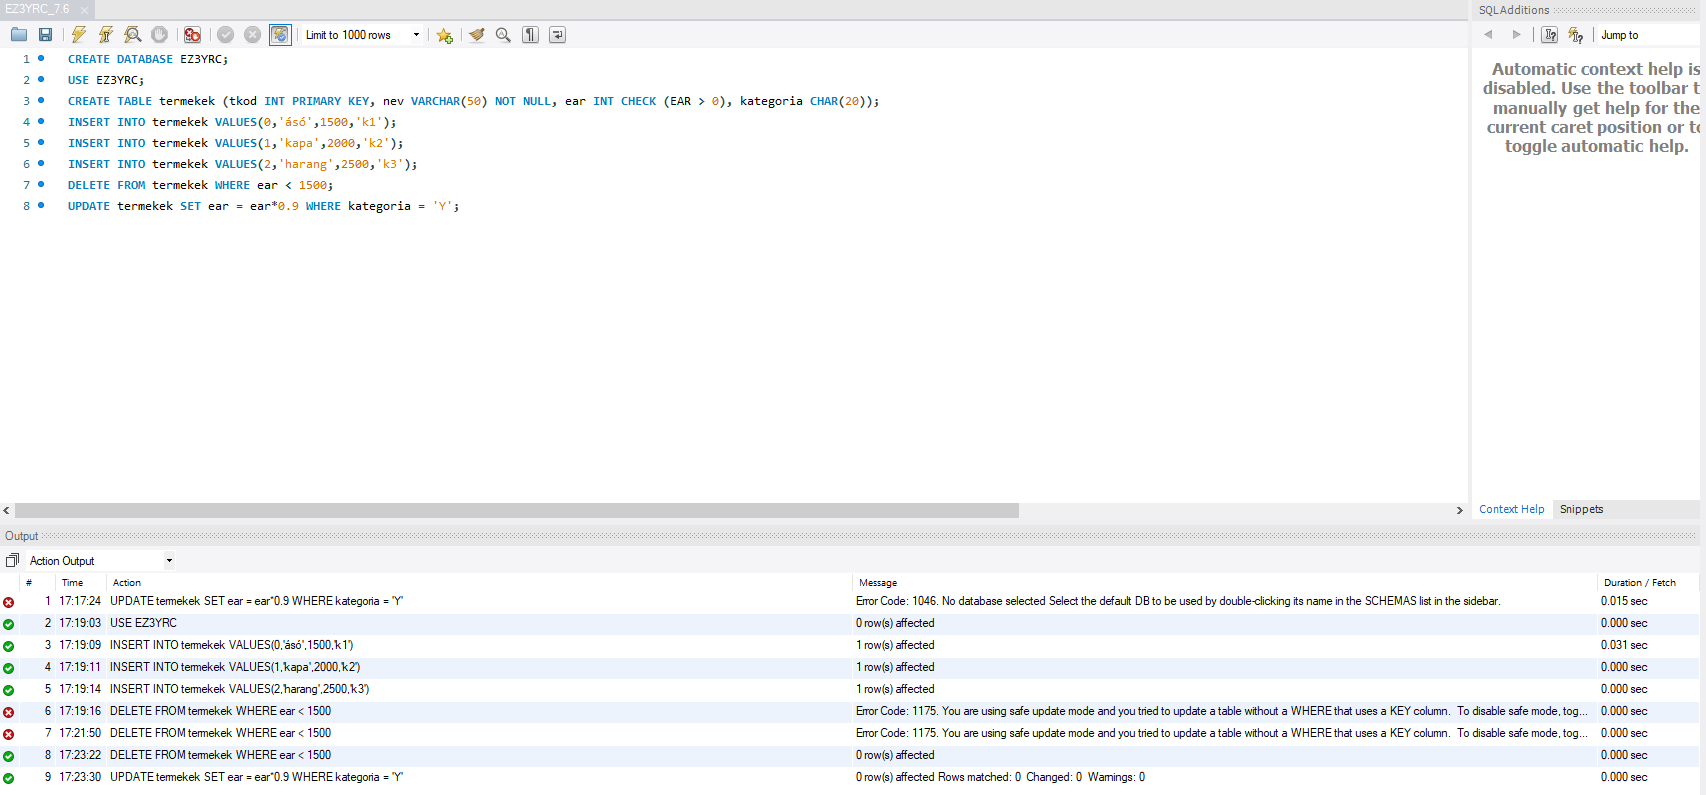 EZ3YRC_7.6
SQLAdditions
Limit to 1000 rows
Jump to
1 CREATE DATABASE EZ3YRC;
2 USE EZ3YRC;
3 CREATE TABLE termekek (tkod INT PRIMARY KEY, nev VARCHAR(50) NOT NULL, ear INT CHECK (EAR > 0), kategoria CHAR(20));
4 INSERT INTO termekek VALUES(0,'ásó',1500,'k1');
5 INSERT INTO termekek VALUES(1,'kapa',2000,'k2');
6 INSERT INTO termekek VALUES(2,'harang',2500,'k3');
7 DELETE FROM termekek WHERE ear < 1500;
8 UPDATE termekek SET ear = ear*0.9 WHERE kategoria = 'Y';
Automatic context help is
disabled. Use the toolbar t
manually get help for the
current caret position or to
toggle automatic help.
Context Help Snippets
Output
Action Output
# Time Action Message Duration / Fetch
1 17:17:24 UPDATE termekek SET ear = ear*0.9 WHERE kategoria = 'Y' Error Code: 1046. No database selected Select the default DB to be used by double-clicking its name in the SCHEMAS list in the sidebar. 0.015 sec
2 17:19:03 USE EZ3YRC 0 row(s) affected 0.000 sec
3 17:19:09 INSERT INTO termekek VALUES(0,'ásó',1500,'k1') 1 row(s) affected 0.031 sec
4 17:19:11 INSERT INTO termekek VALUES(1,'kapa',2000,'k2') 1 row(s) affected 0.000 sec
5 17:19:14 INSERT INTO termekek VALUES(2,'harang',2500,'k3') 1 row(s) affected 0.000 sec
6 17:19:16 DELETE FROM termekek WHERE ear < 1500 Error Code: 1175. You are using safe update mode and you tried to update a table without a WHERE that uses a KEY column.  To disable safe mode, tog... 0.000 sec
7 17:21:50 DELETE FROM termekek WHERE ear < 1500 Error Code: 1175. You are using safe update mode and you tried to update a table without a WHERE that uses a KEY column.  To disable safe mode, tog... 0.000 sec
8 17:23:22 DELETE FROM termekek WHERE ear < 1500 0 row(s) affected 0.000 sec
9 17:23:30 UPDATE termekek SET ear = ear*0.9 WHERE kategoria = 'Y' 0 row(s) affected Rows matched: 0  Changed: 0  Warnings: 0 0.000 sec